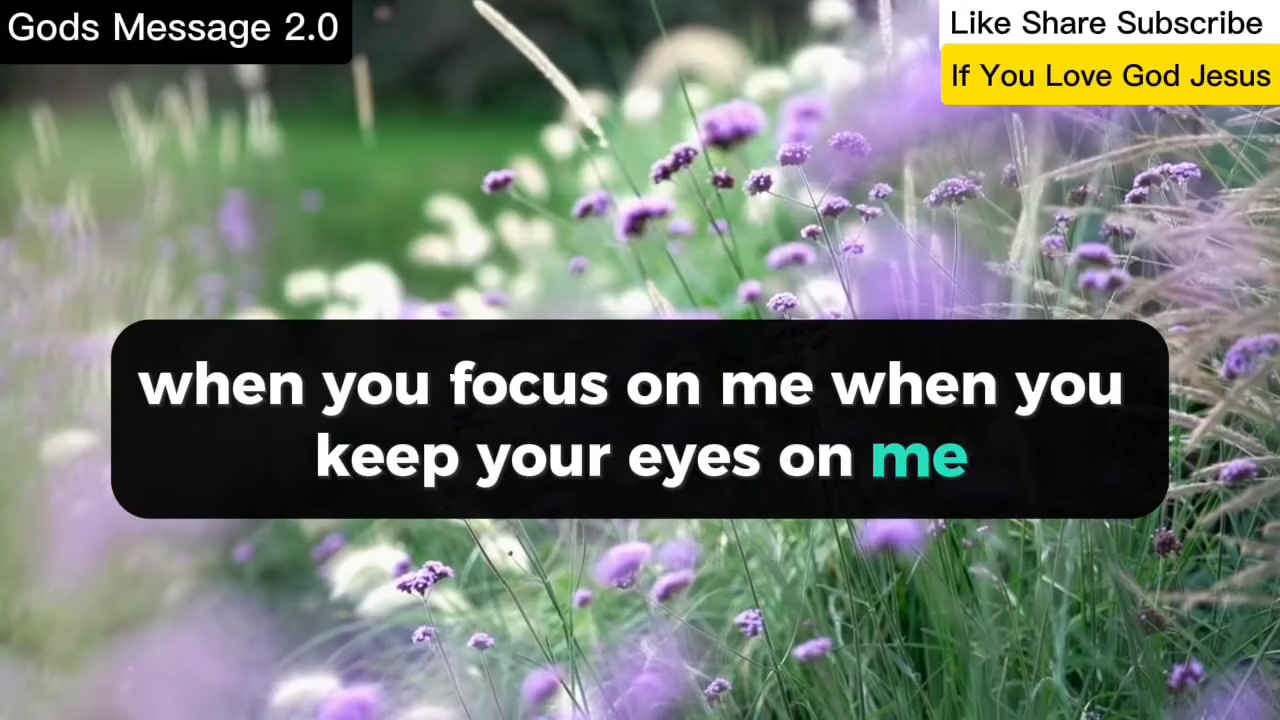 Gods Message 2.0
Like Share Subscribe
If You Love God Jesus
when you focus on me when you
keep your eyes on me